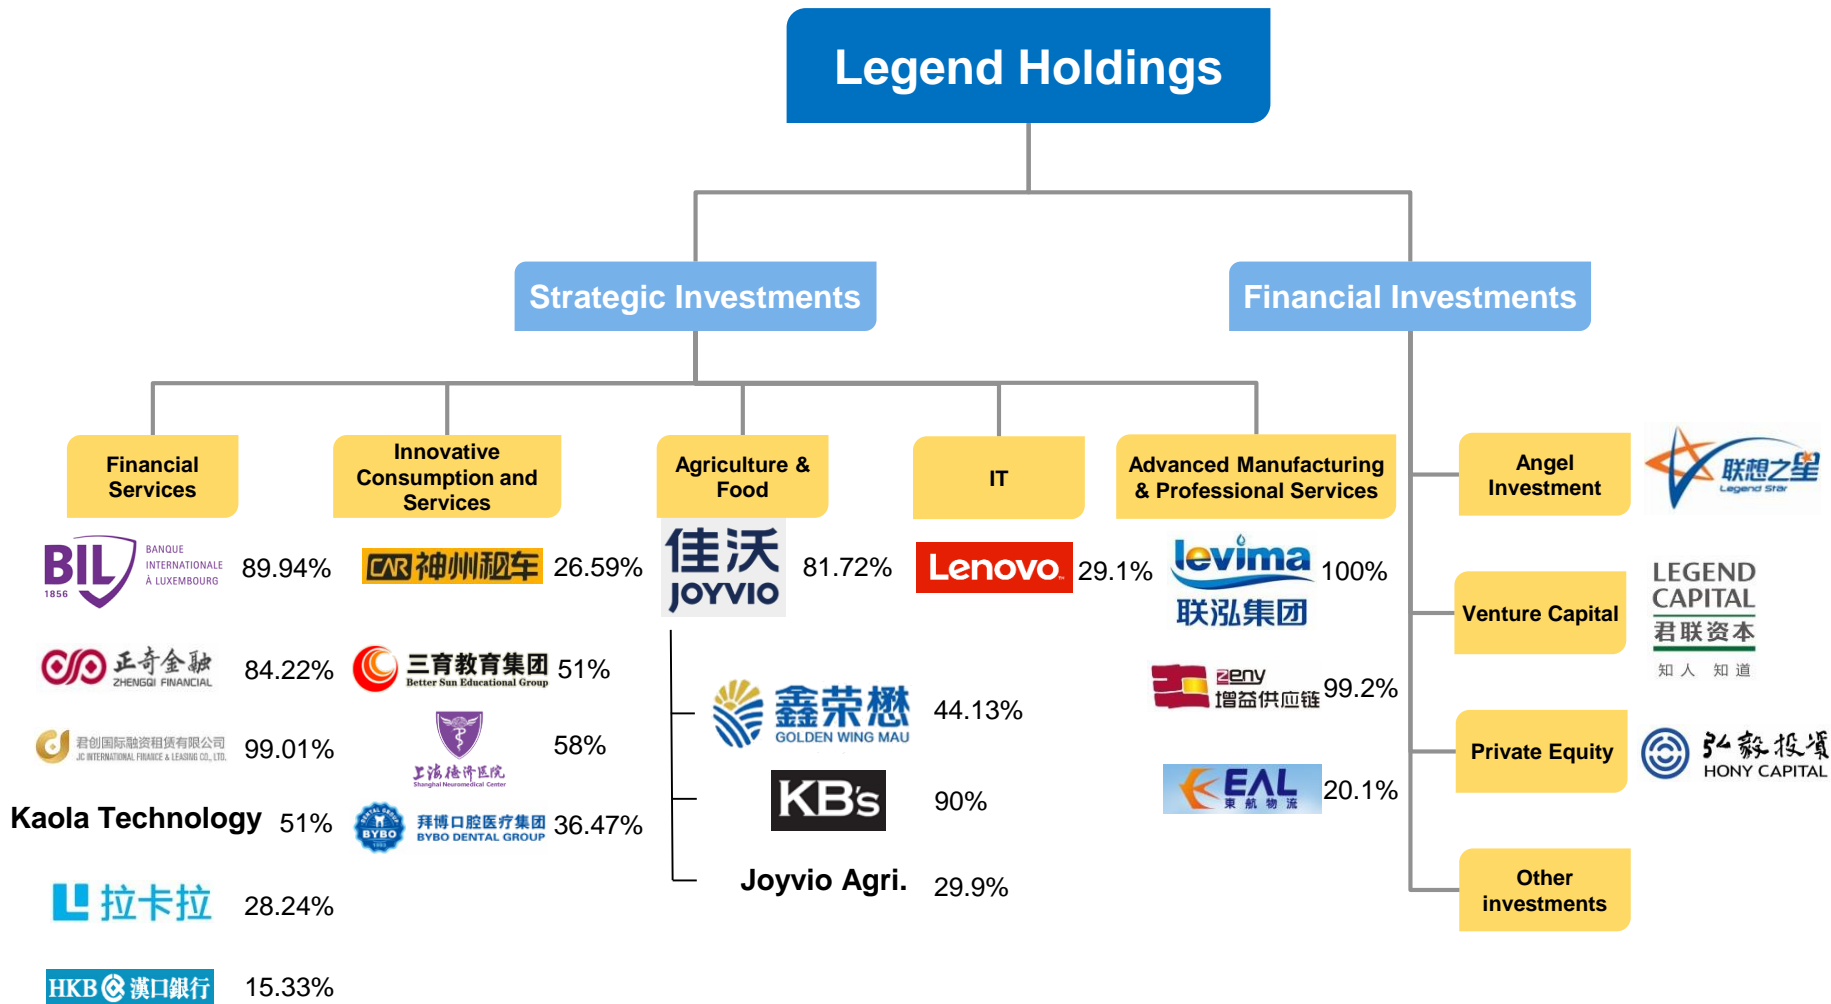 Legend Holdings
Strategic Investments
Financial Investments
Financial
Services
BIL
1856
BANQUE
INTERNATIONALE
À LUXEMBOURG
89.94%
正奇金融
ZHENGQI FINANCIAL
84.22%
君创国际融资租赁有限公司
JC INTERNATIONAL FINANCE & LEASING CO., LTD.
99.01%
Kaola Technology
51%
拉卡拉
28.24%
HKB 漢口銀行
15.33%
Innovative
Consumption and
Services
CAR 神州租车
26.59%
三育教育集团
Better Sun Educational Group
51%
上海德济医院
Shanghai Neuromedical Center
58%
DENTAL GROUP
BYBO
1993
拜博口腔医疗集团
BYBO DENTAL GROUP
36.47%
Agriculture &
Food
佳沃
JOYVIO
81.72%
鑫荣懋
GOLDEN WING MAU
44.13%
KB's
90%
Joyvio Agri.
29.9%
IT
Lenovo
29.1%
Advanced Manufacturing
& Professional Services
levima
联泓集团
100%
zeny
增益供应链
99.2%
EAL
東航物流
20.1%
Angel
Investment
联想之星
Legend Star
Venture Capital
LEGEND
CAPITAL
君联资本
知人 知道
Private Equity
弘毅投資
HONY CAPITAL
Other
investments